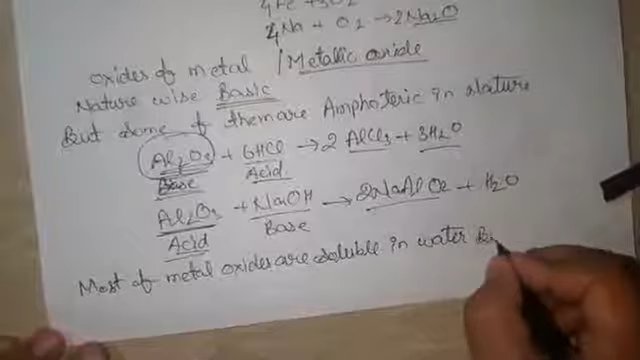 4Fe + 3O2
4Na + O2 → 2Na2O
Oxides of metal / Metallic oxide
Nature wise Basic
But some of them are Amphoteric in Nature
Al2O3 + 6HCl → 2 AlCl3 + 3H2O
Base Acid
Al2O3 + NaOH → 2NaAlO2 + H2O
Acid Base
Most of metal oxides are soluble in water